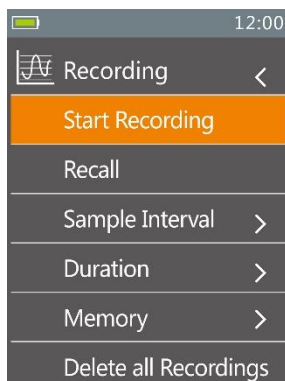 12:00
Recording
Start Recording
Recall
Sample Interval
Duration
Memory
Delete all Recordings